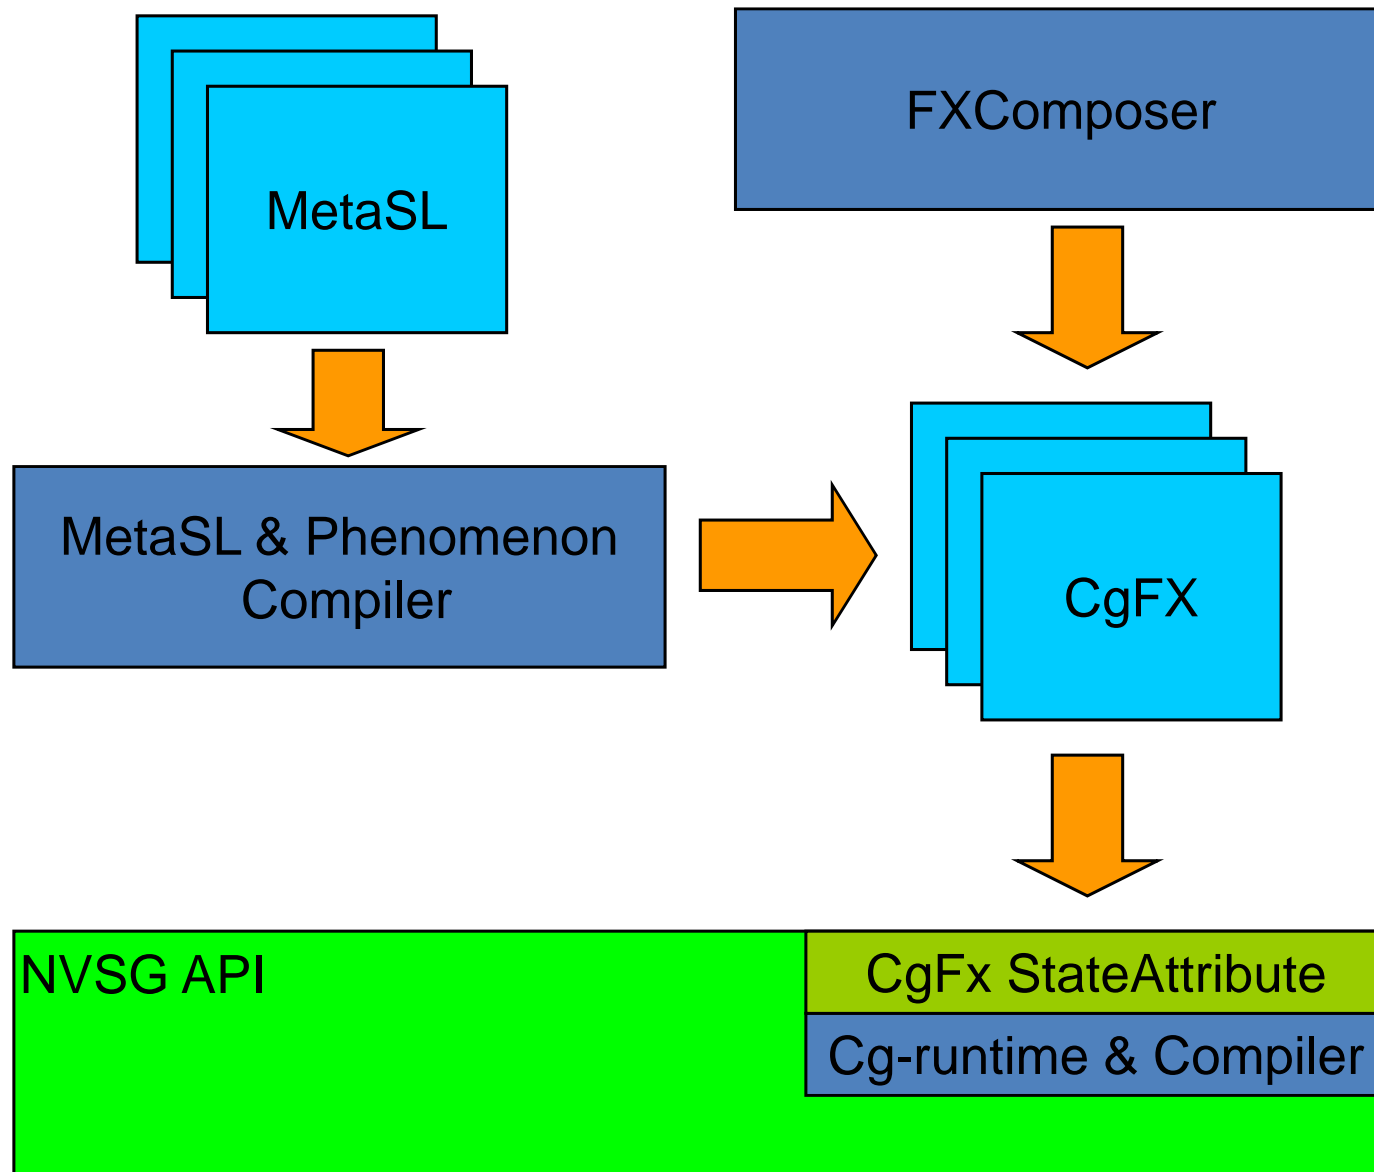 FXComposer
MetaSL
MetaSL & Phenomenon
Compiler
CgFX
NVSG API
CgFx StateAttribute
Cg-runtime & Compiler